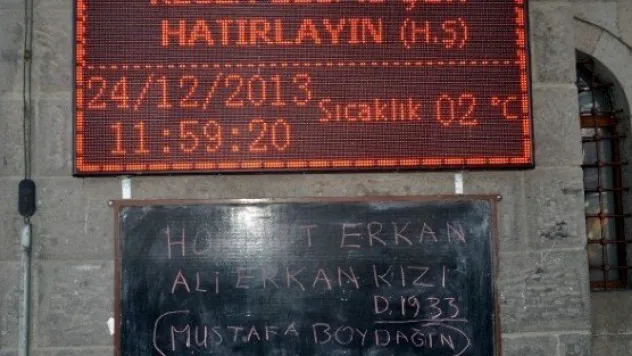 HATIRLAYIN (H.Ş)
24/12/2013 Sıcaklık 02 °C
11:59:20
ERKAN
ALİ ERKAN KIZI
D.1933
(MUSTAFA BOYDAĞIN)